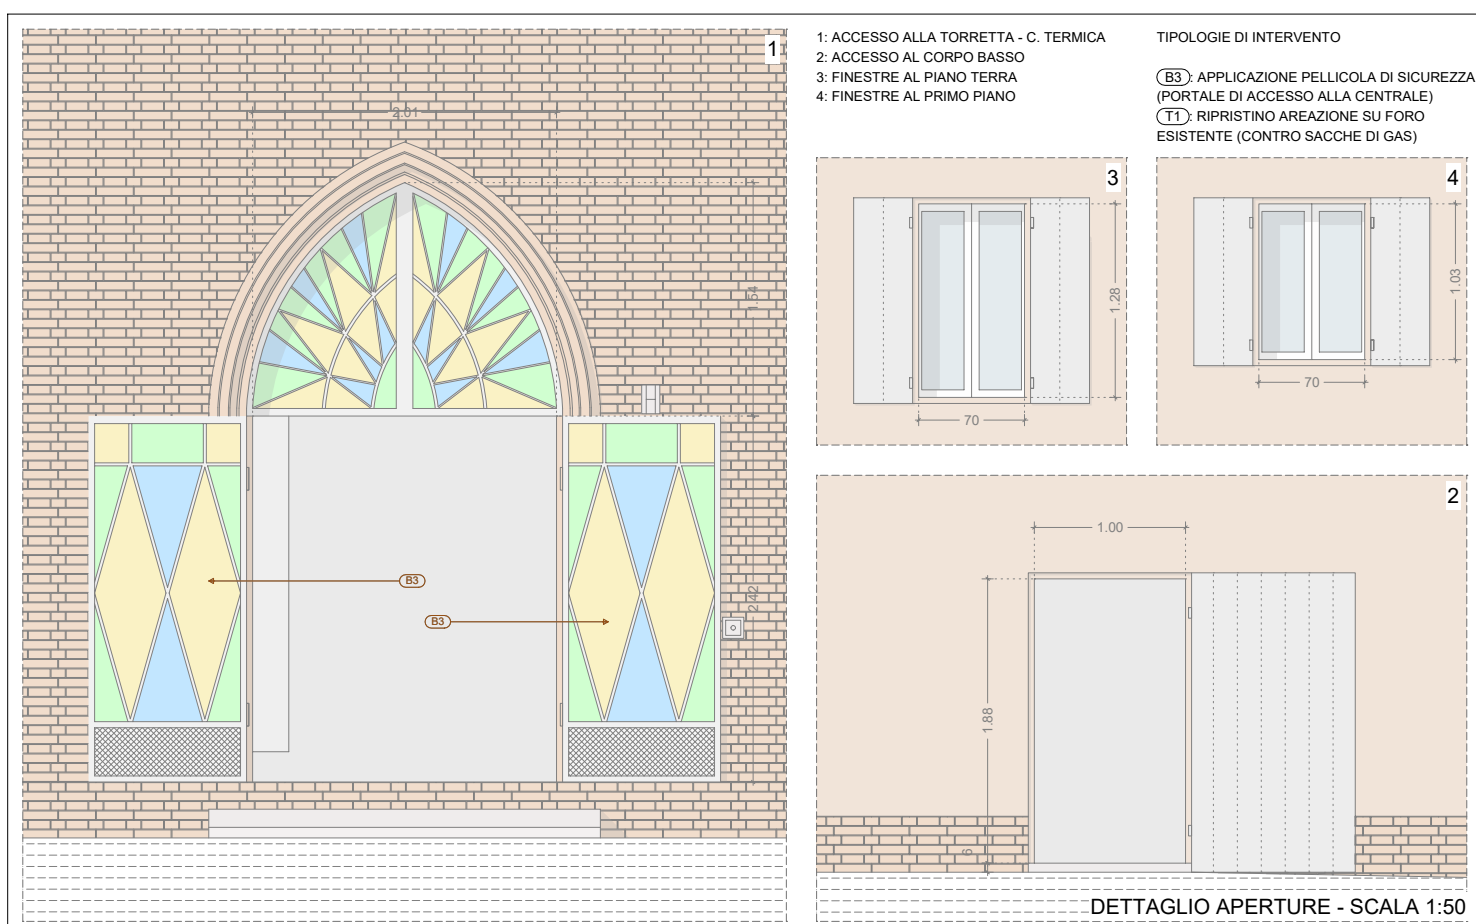 1
2.01
1.54
2.42
B3
B3
1: ACCESSO ALLA TORRETTA - C. TERMICA
2: ACCESSO AL CORPO BASSO
3: FINESTRE AL PIANO TERRA
4: FINESTRE AL PRIMO PIANO
TIPOLOGIE DI INTERVENTO
B3: APPLICAZIONE PELLICOLA DI SICUREZZA
(PORTALE DI ACCESSO ALLA CENTRALE)
T1: RIPRISTINO AREAZIONE SU FORO
ESISTENTE (CONTRO SACCHE DI GAS)
3
1.28
70
4
1.03
70
2
1.00
1.88
6
DETTAGLIO APERTURE - SCALA 1:50